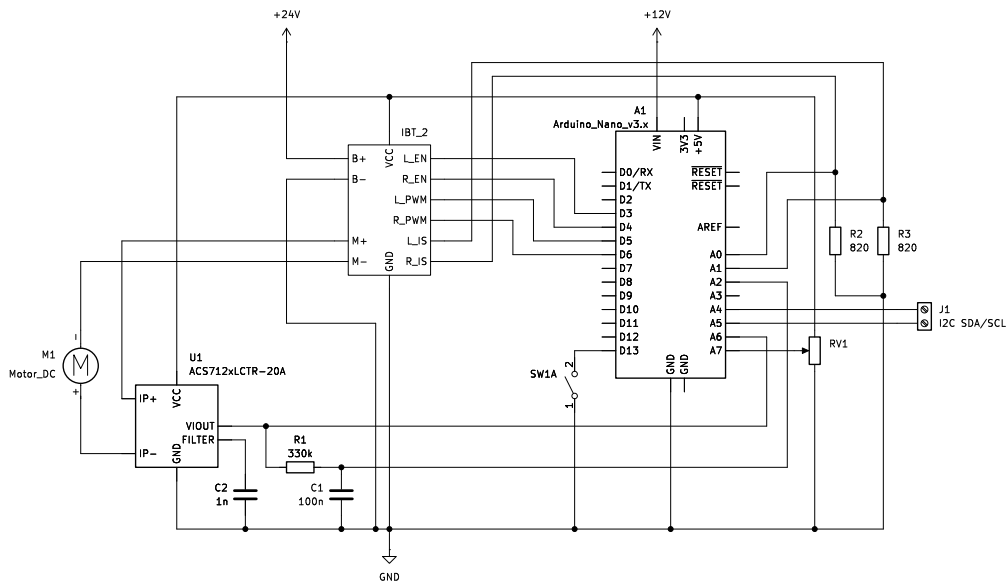 +24V
+12V
A1
Arduino_Nano_v3.x
IBT_2
VIN
3V3
+5V
VCC
B+
B-
M+
M-
GND
L_EN
R_EN
L_PWM
R_PWM
L_IS
R_IS
D0/RX
D1/TX
D2
D3
D4
D5
D6
D7
D8
D9
D10
D11
D12
D13
RESET
RESET
AREF
A0
A1
A2
A3
A4
A5
A6
A7
GND
GND
R2
820
R3
820
J1
I2C SDA/SCL
RV1
SW1A
2
1
M1
Motor_DC
-
M
+
U1
ACS712xLCTR-20A
IP+
IP-
VCC
GND
VIOUT
FILTER
R1
330k
C2
1n
C1
100n
GND